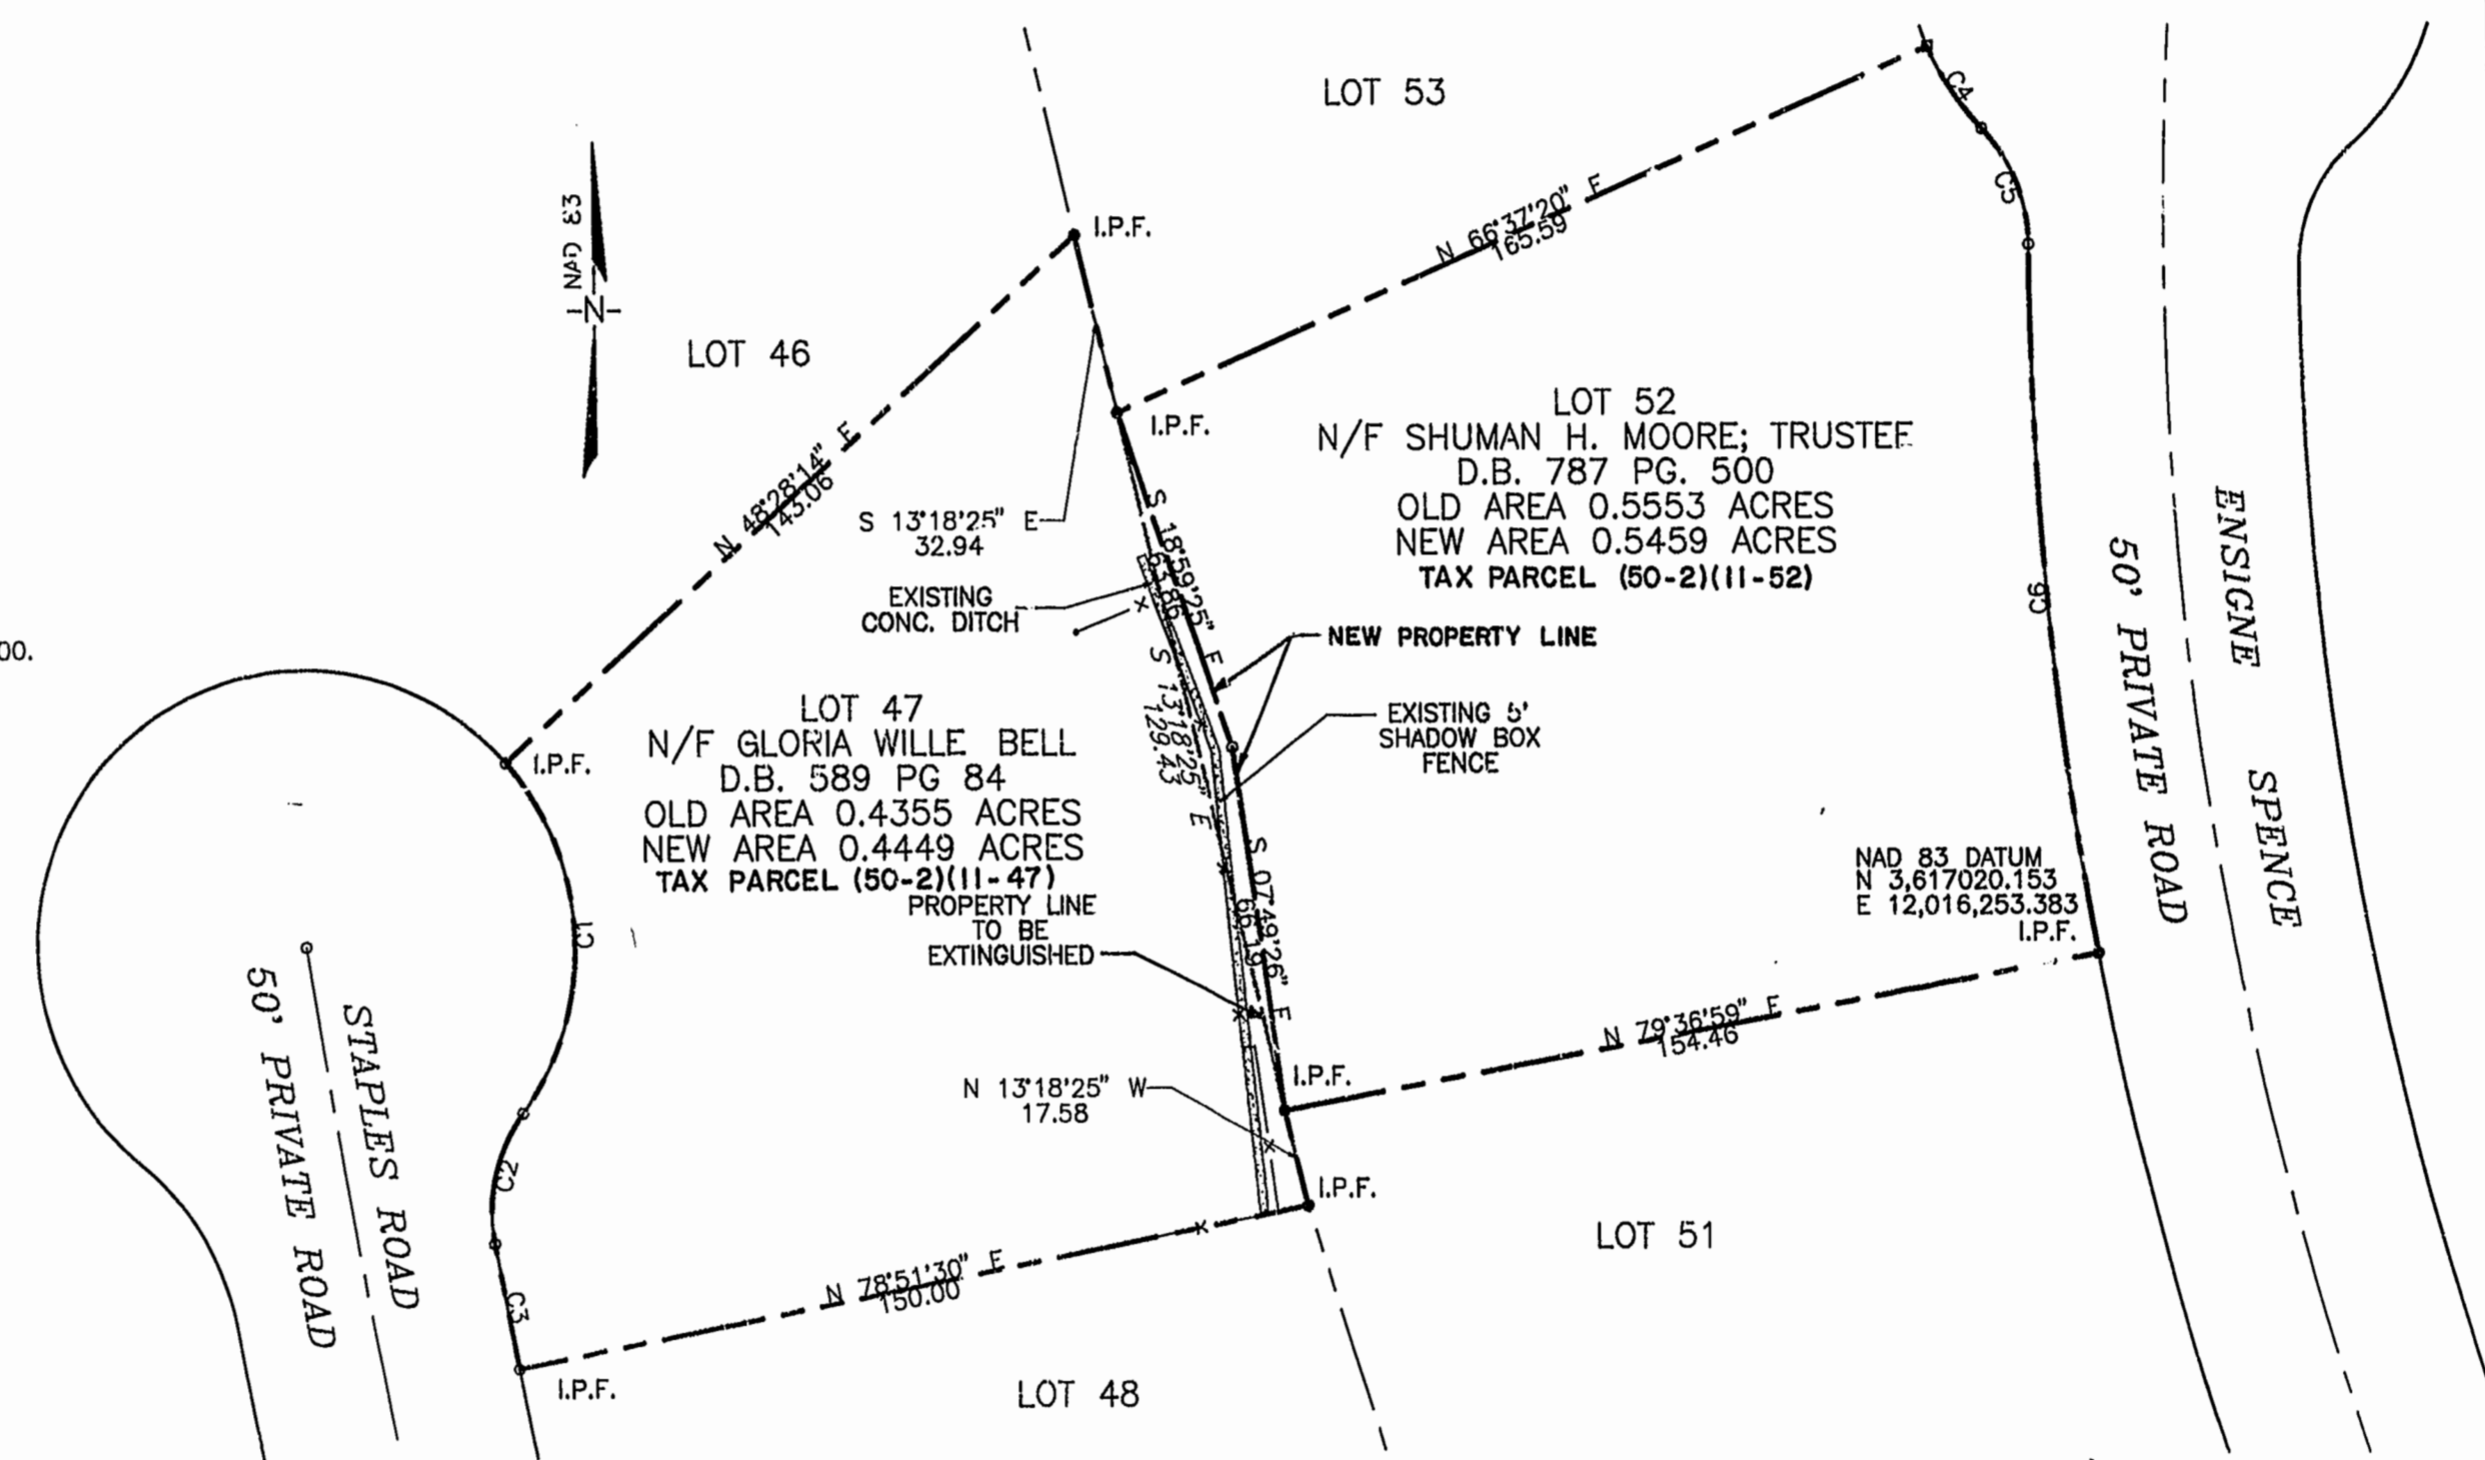 LOT 53
C4
C5
NAD 83
N
I.P.F.
N 66°37'20" E
165.59
LOT 46
I.P.F.
LOT 52
N/F SHUMAN H. MOORE; TRUSTEE
D.B. 787 PG. 500
OLD AREA 0.5553 ACRES
NEW AREA 0.5459 ACRES
TAX PARCEL (50-2)(11-52)
N 48°28'14" E
143.06
S 13°18'25" E
32.94
S 18°59'25" E
63.86
EXISTING
CONC. DITCH
NEW PROPERTY LINE
C6
ENSIGNE SPENCE
50' PRIVATE ROAD
00.
S 13°18'25" E
129.43
EXISTING 5'
SHADOW BOX
FENCE
I.P.F.
LOT 47
N/F GLORIA WILLE BELL
D.B. 589 PG 84
OLD AREA 0.4355 ACRES
NEW AREA 0.4449 ACRES
TAX PARCEL (50-2)(11-47)
PROPERTY LINE
TO BE
EXTINGUISHED
S 07°49'26" E
66.19
NAD 83 DATUM
N 3,617020.153
E 12,016,253.383
I.P.F.
C1
STAPLES ROAD
50' PRIVATE ROAD
N 79°36'59" E
154.46
N 13°18'25" W
17.58
I.P.F.
C2
I.P.F.
LOT 51
N 78°51'30" E
150.00
C3
I.P.F.
LOT 48